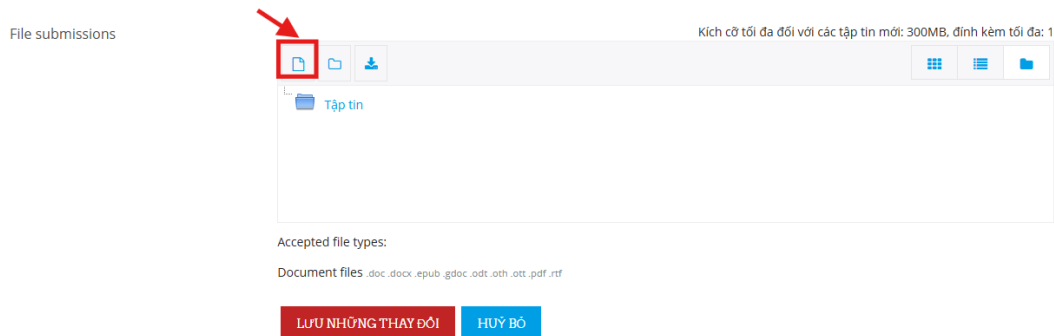 File submissions
Kích cỡ tối đa đối với các tập tin mới: 300MB, đính kèm tối đa: 1
Tập tin
Accepted file types:
Document files .doc .docx .epub .gdoc .odt .oth .ott .pdf .rtf
LƯU NHỮNG THAY ĐỔI HUỶ BỎ